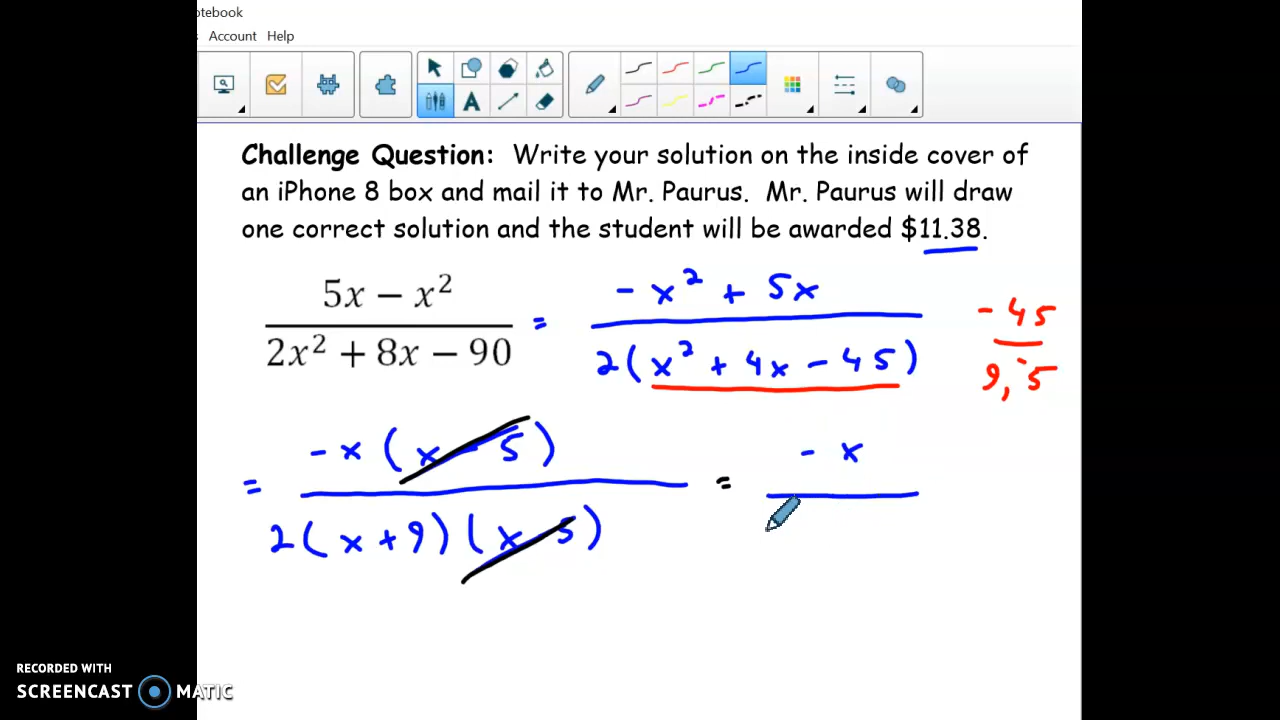 otebook
Account Help
A
Challenge Question: Write your solution on the inside cover of
an iPhone 8 box and mail it to Mr. Paurus. Mr. Paurus will draw
one correct solution and the student will be awarded $11.38.
5x − x² = - x² + 5x
2x² + 8x − 90 2(x² + 4x - 45)
- 45
9, -5
= - x (x - 5) = - x
2(x + 9)(x - 5)
RECORDED WITH
SCREENCAST MATIC